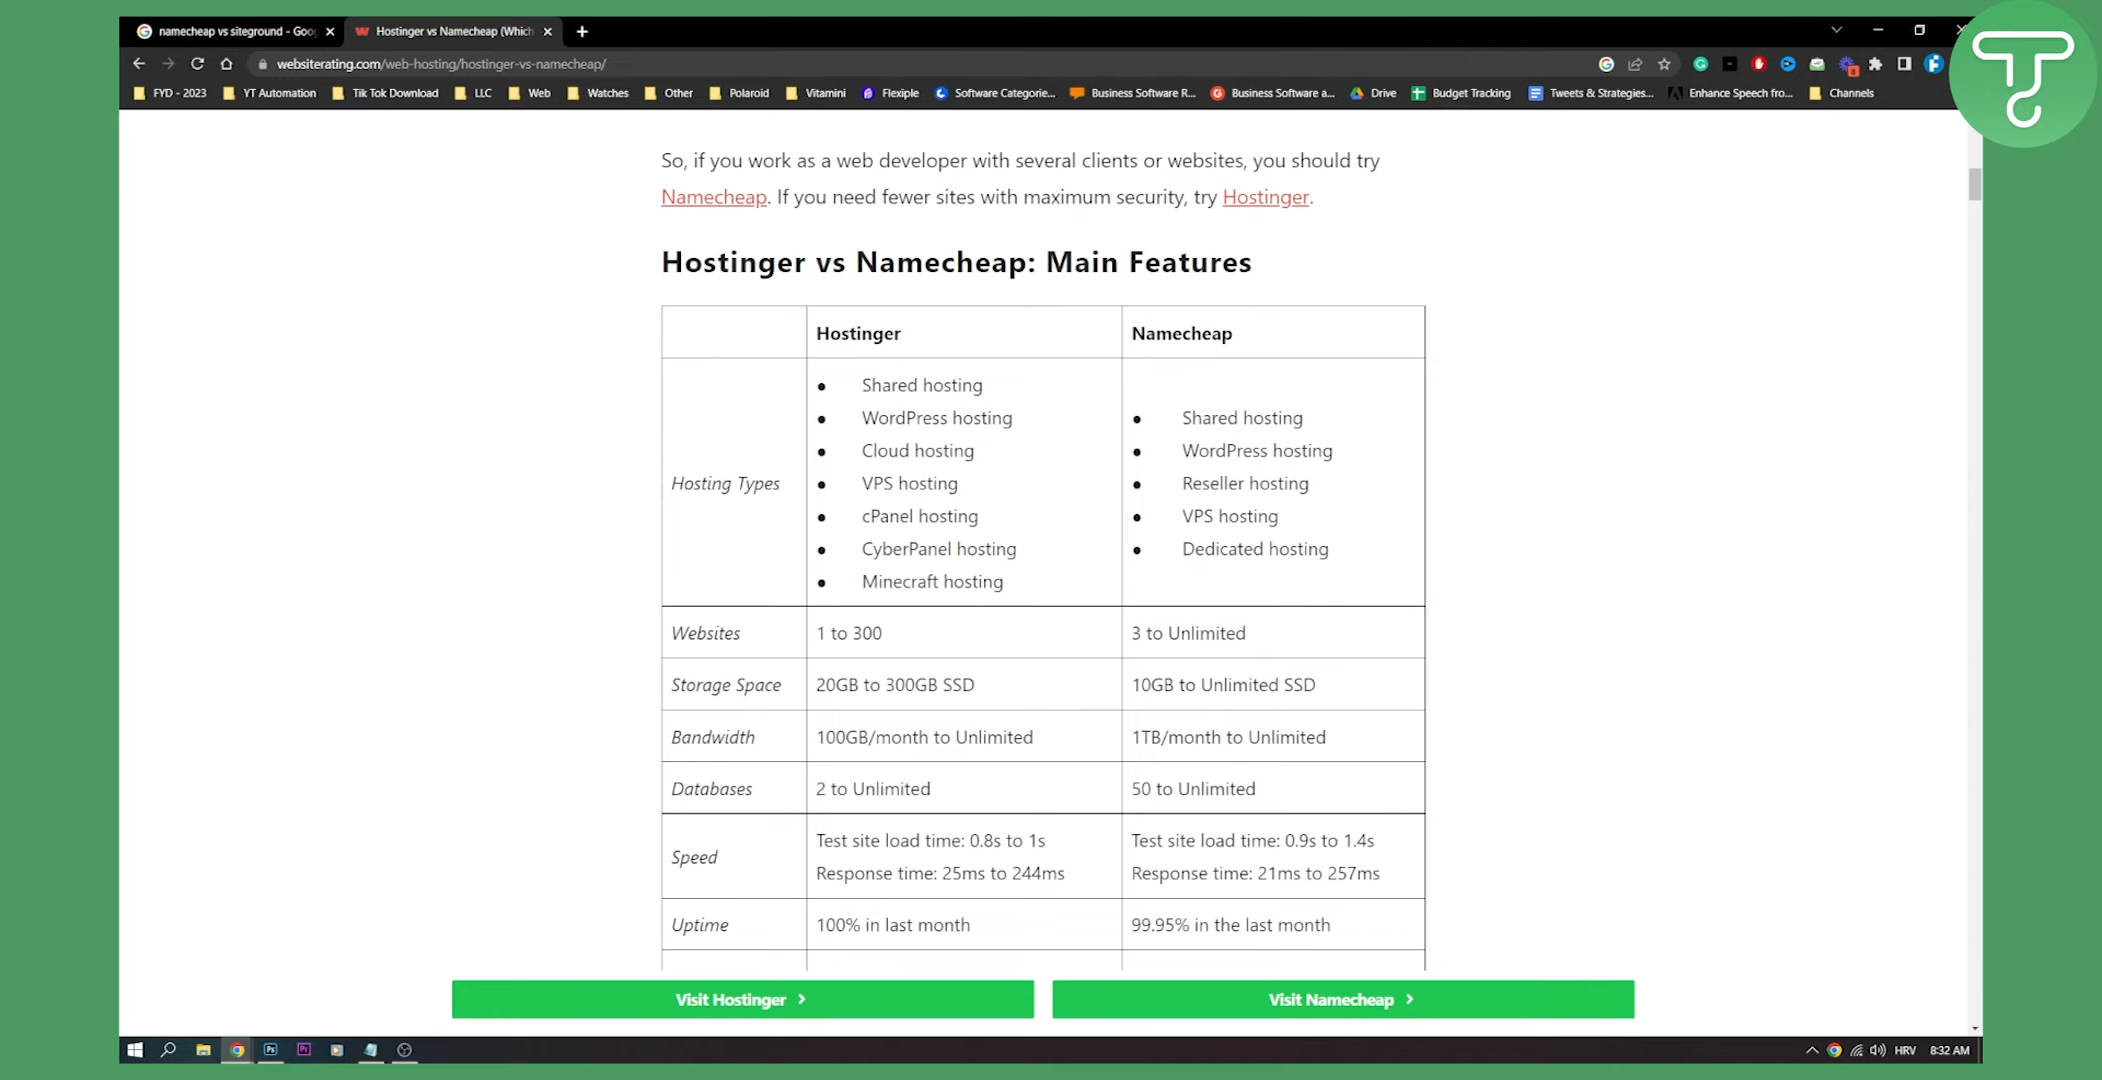 namecheap vs siteground - Goo
Hostinger vs Namecheap (Which
websiterating.com/web-hosting/hostinger-vs-namecheap/
FYD - 2023
YT Automation
Tik Tok Download
LLC
Web
Watches
Other
Polaroid
Vitamini
Flexiple
Software Categorie...
Business Software R...
Business Software a...
Drive
Budget Tracking
Tweets & Strategies...
Enhance Speech fro...
Channels
So, if you work as a web developer with several clients or websites, you should try
Namecheap. If you need fewer sites with maximum security, try Hostinger.
Hostinger vs Namecheap: Main Features
Hostinger
Namecheap
Hosting Types
Shared hosting
WordPress hosting
Cloud hosting
VPS hosting
cPanel hosting
CyberPanel hosting
Minecraft hosting
Shared hosting
WordPress hosting
Reseller hosting
VPS hosting
Dedicated hosting
Websites
1 to 300
3 to Unlimited
Storage Space
20GB to 300GB SSD
10GB to Unlimited SSD
Bandwidth
100GB/month to Unlimited
1TB/month to Unlimited
Databases
2 to Unlimited
50 to Unlimited
Speed
Test site load time: 0.8s to 1s
Response time: 25ms to 244ms
Test site load time: 0.9s to 1.4s
Response time: 21ms to 257ms
Uptime
100% in last month
99.95% in the last month
Visit Hostinger
Visit Namecheap
Ps
Pr
HRV
8:32 AM